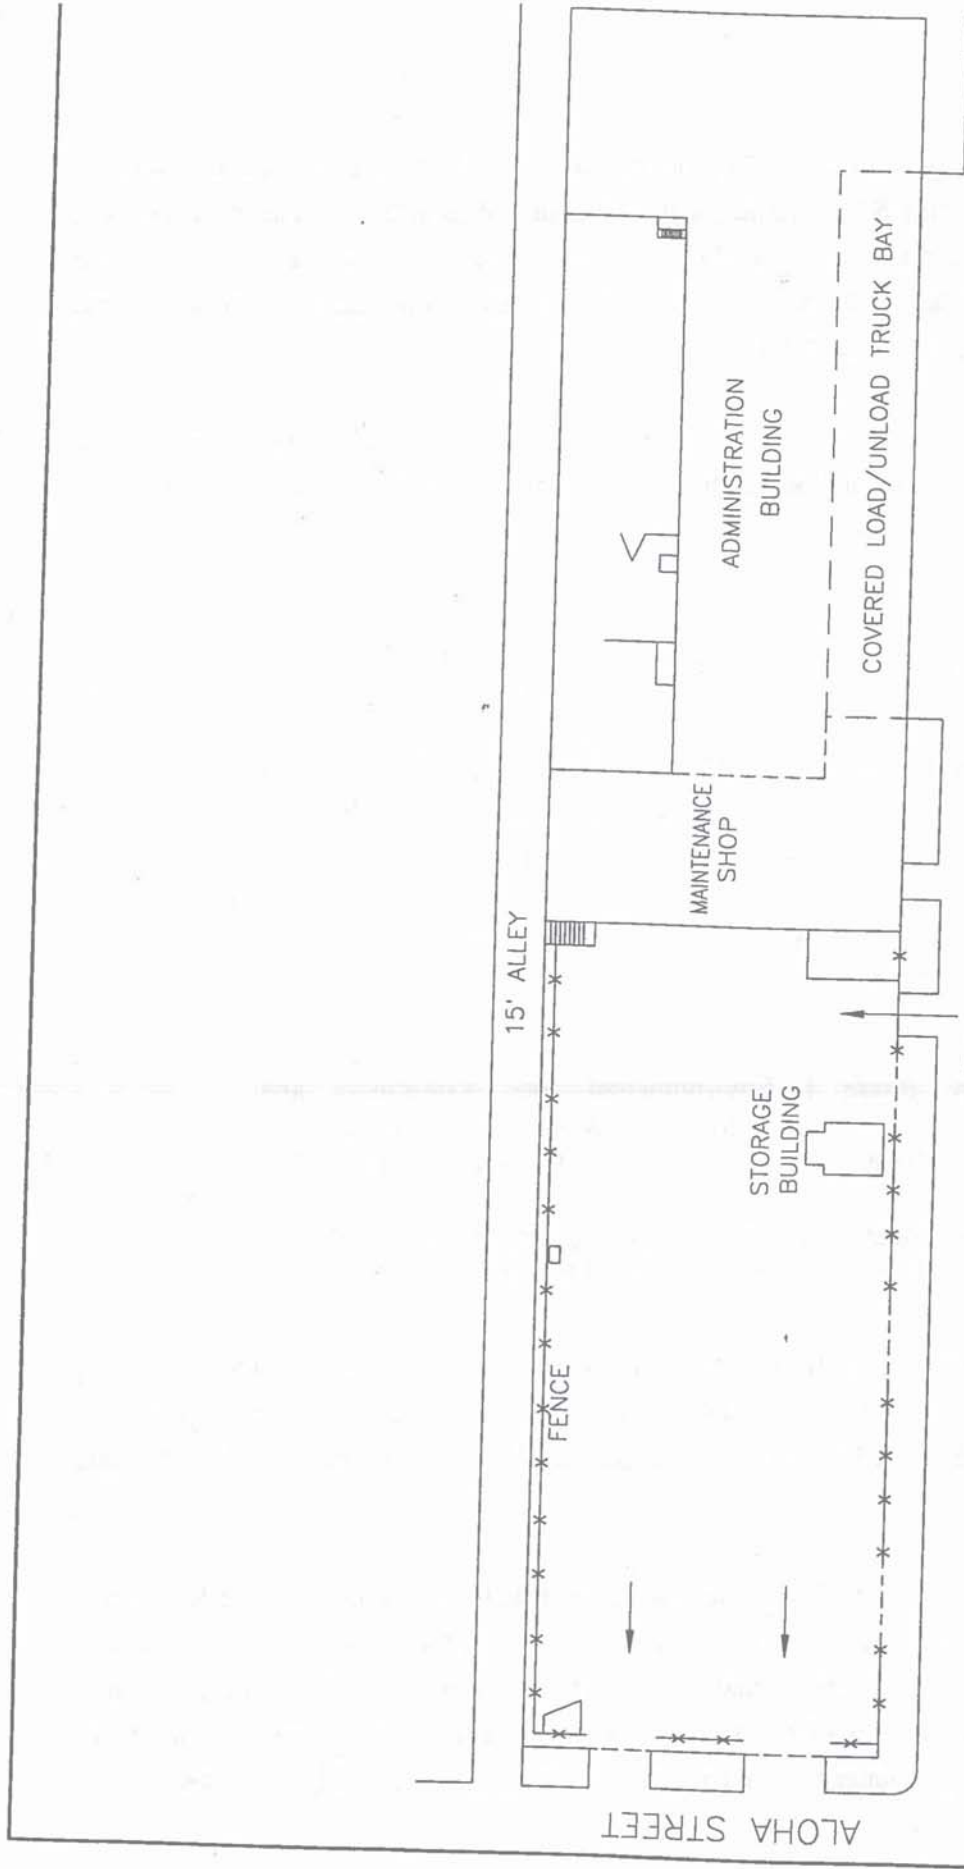 15' ALLEY
FENCE
STORAGE
BUILDING
MAINTENANCE
SHOP
ADMINISTRATION
BUILDING
COVERED LOAD/UNLOAD TRUCK BAY
ALOHA STREET